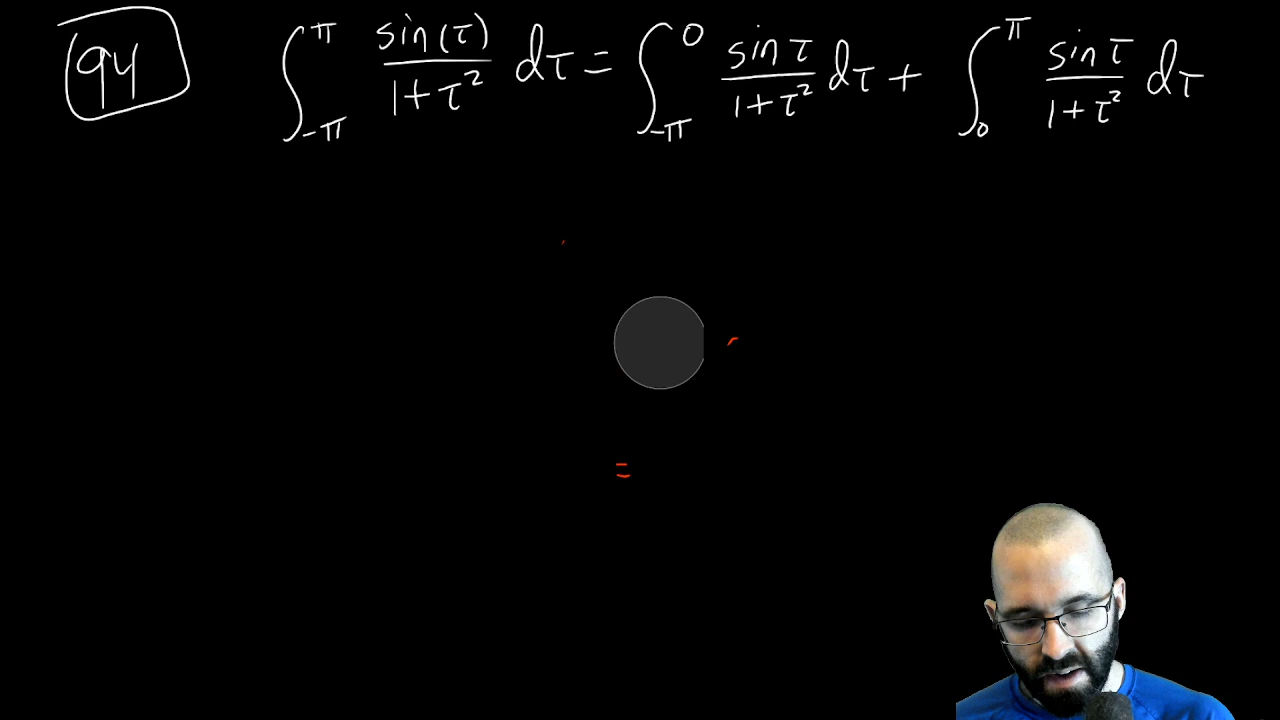 94 ∫_{-π}^{π} sin(τ)/(1+τ²) dτ = ∫_{-π}^{0} sin τ/(1+τ²) dτ + ∫_{0}^{π} sin τ/(1+τ²) dτ
=